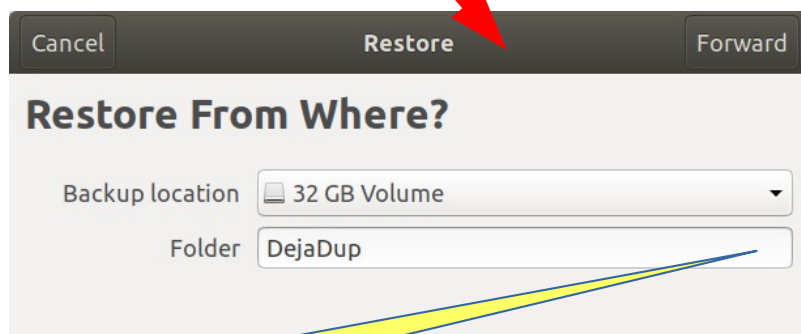 Cancel Restore Forward
Restore From Where?
Backup location 32 GB Volume
Folder DejaDup